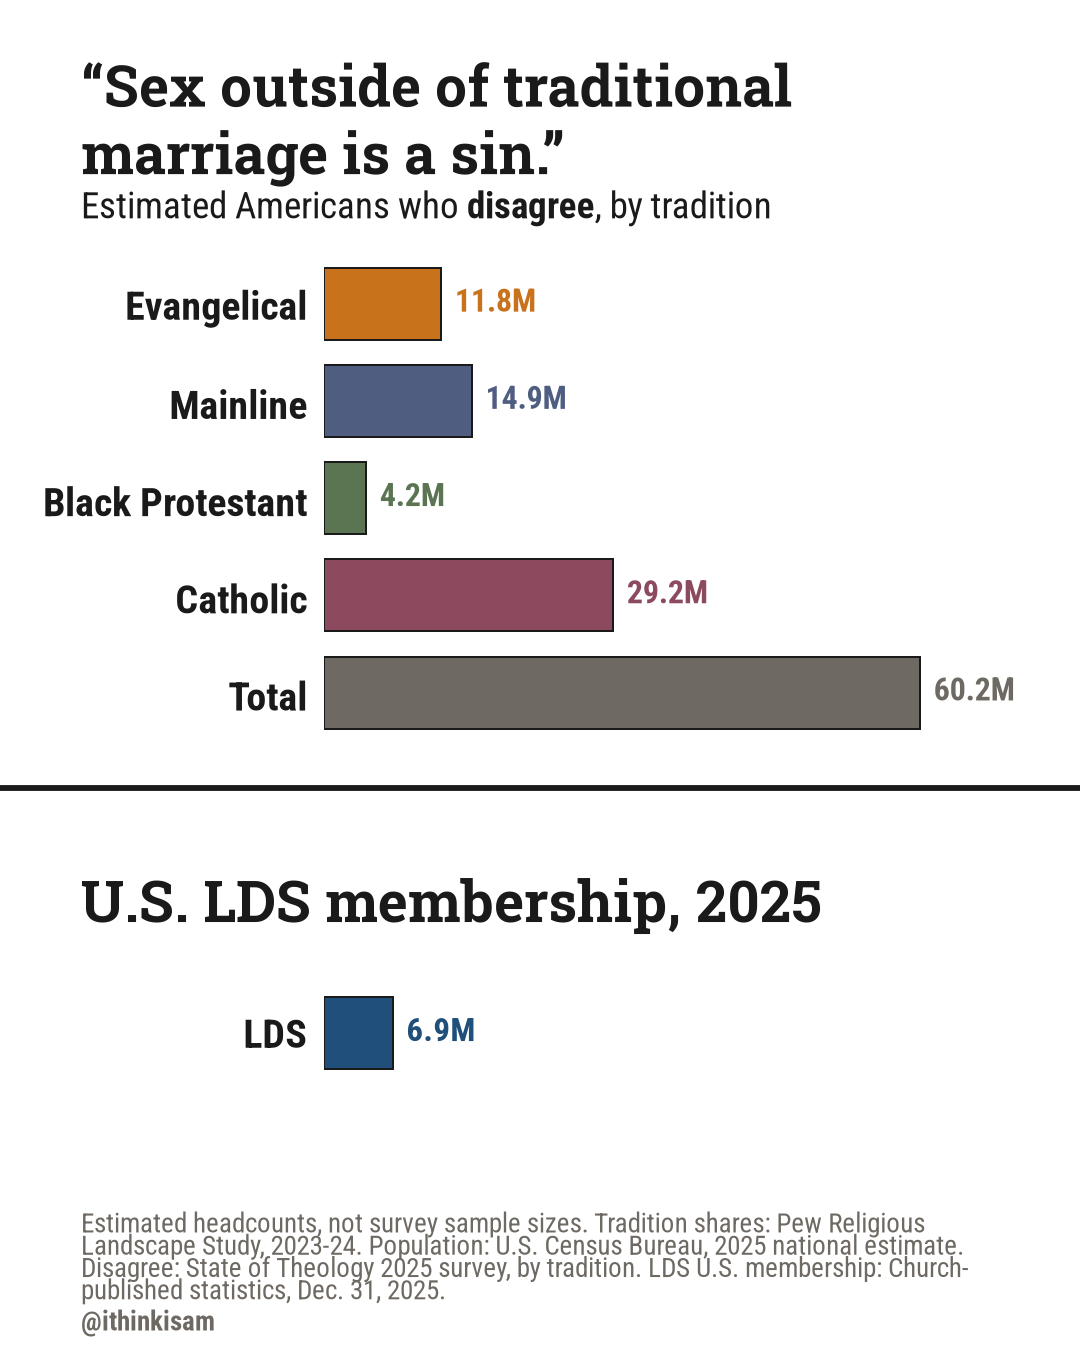 “Sex outside of traditional
marriage is a sin.”
Estimated Americans who disagree, by tradition
Evangelical 11.8M
Mainline 14.9M
Black Protestant 4.2M
Catholic 29.2M
Total 60.2M
U.S. LDS membership, 2025
LDS 6.9M
Estimated headcounts, not survey sample sizes. Tradition shares: Pew Religious
Landscape Study, 2023-24. Population: U.S. Census Bureau, 2025 national estimate.
Disagree: State of Theology 2025 survey, by tradition. LDS U.S. membership: Church-
published statistics, Dec. 31, 2025.
@ithinkisam